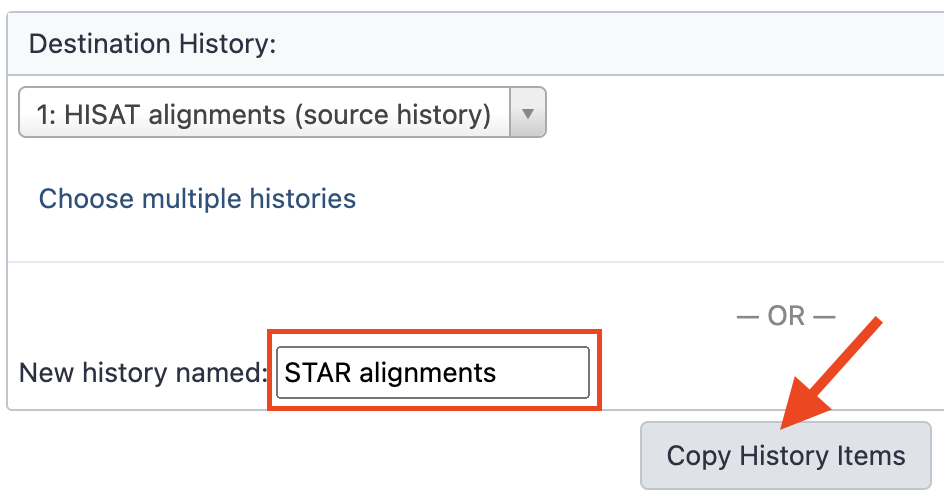 Destination History:
1: HISAT alignments (source history)
Choose multiple histories
— OR —
New history named: STAR alignments
Copy History Items